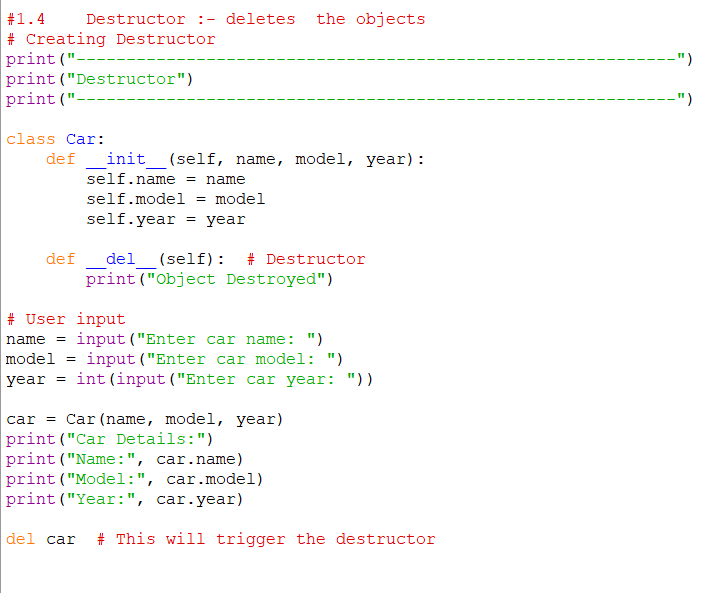 #1.4    Destructor :- deletes  the objects
# Creating Destructor
print("------------------------------------------------------------")
print("Destructor")
print("------------------------------------------------------------")
class Car:
    def __init__(self, name, model, year):
        self.name = name
        self.model = model
        self.year = year
    def __del__(self):  # Destructor
        print("Object Destroyed")
# User input
name = input("Enter car name: ")
model = input("Enter car model: ")
year = int(input("Enter car year: "))
car = Car(name, model, year)
print("Car Details:")
print("Name:", car.name)
print("Model:", car.model)
print("Year:", car.year)
del car  # This will trigger the destructor